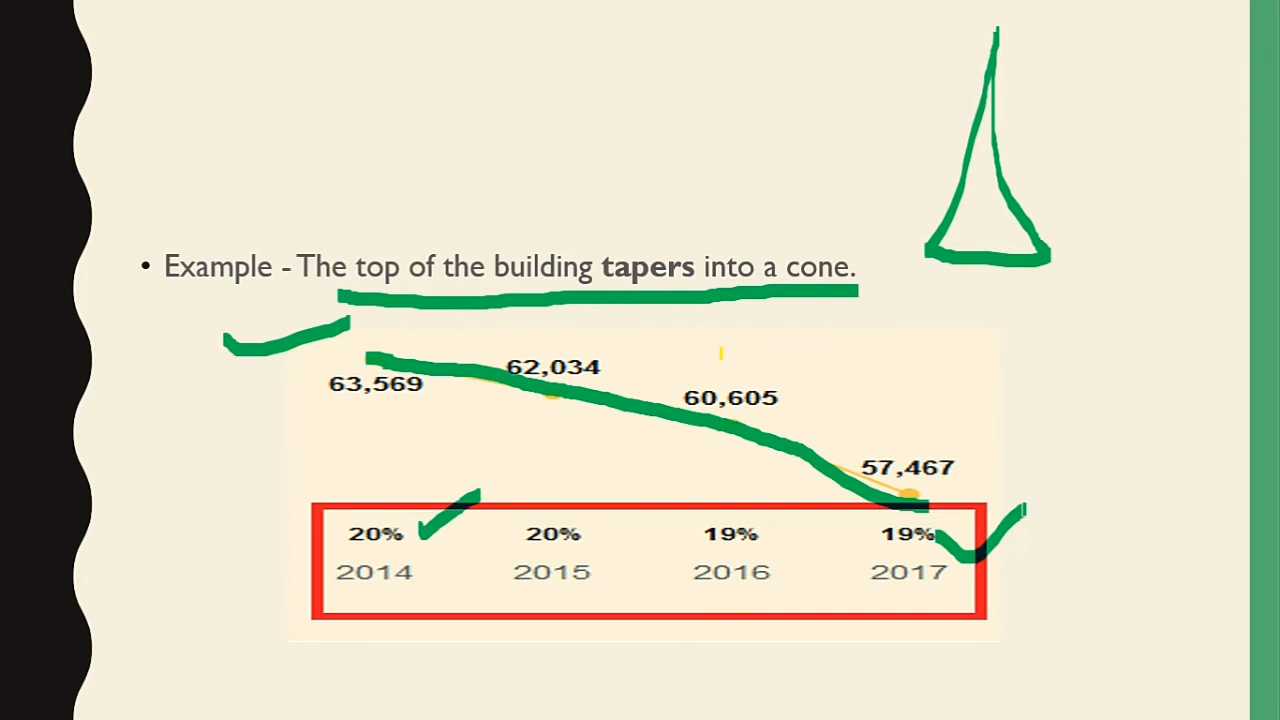 • Example - The top of the building tapers into a cone.
63,569 62,034 60,605 57,467
20% 20% 19% 19%
2014 2015 2016 2017